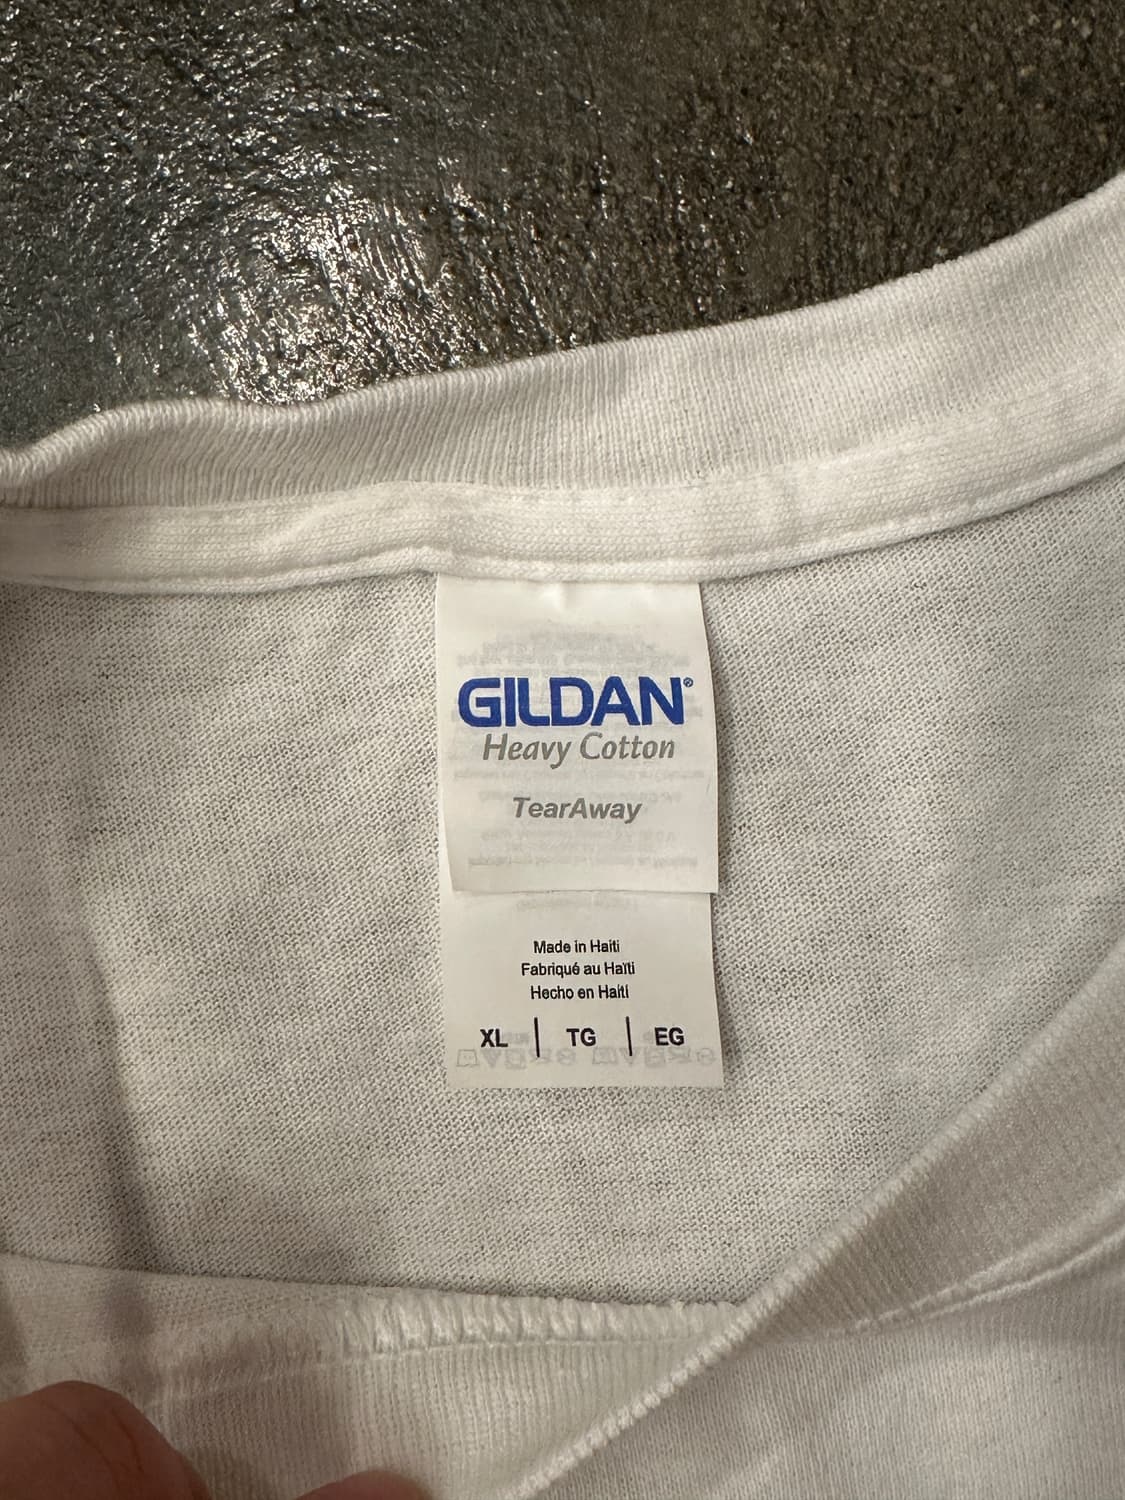 GILDAN®
Heavy Cotton
TearAway
Made in Haiti
Fabriqué au Haïti
Hecho en Haití
XL | TG | EG